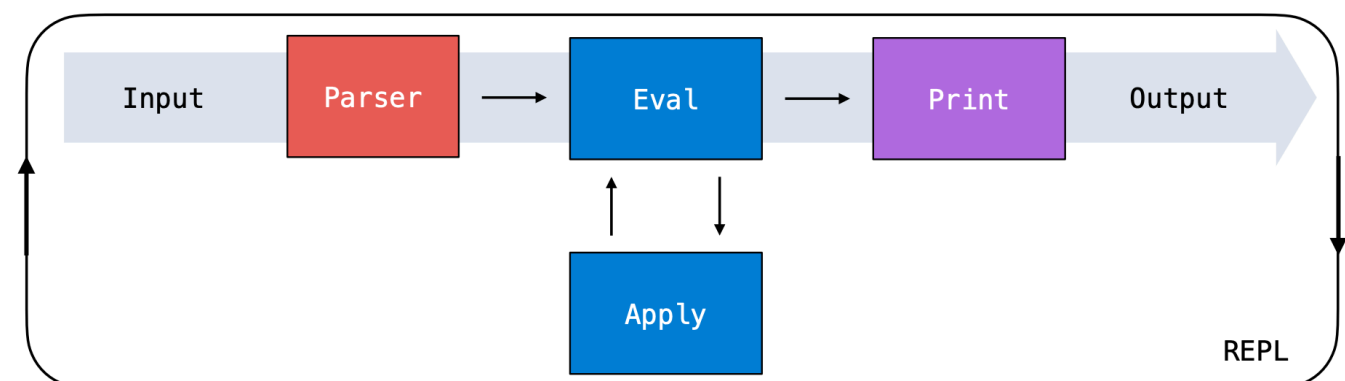 Input
Parser
Eval
Print
Output
Apply
REPL